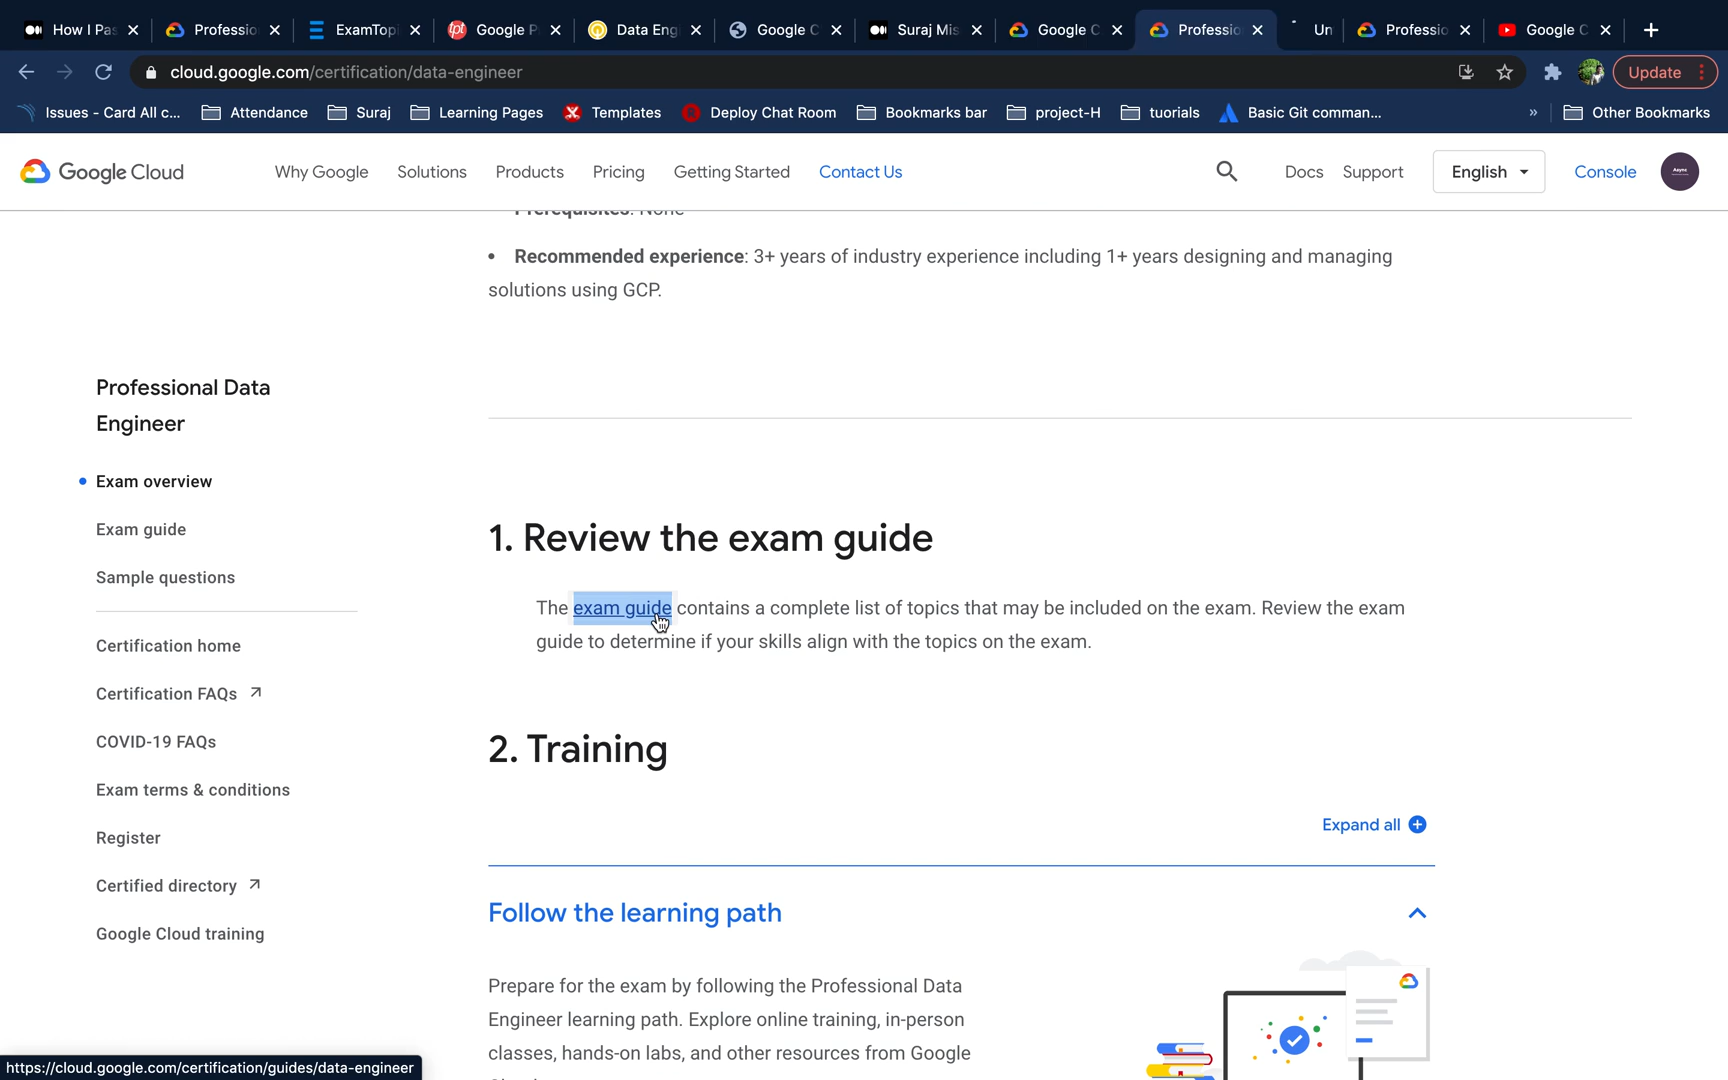 How I Pas
Professio
ExamTopi
Google P
Data Engi
Google C
Suraj Mis
Google C
Professio
Un
Professio
Google C
cloud.google.com/certification/data-engineer
Update
Issues - Card All c...
Attendance
Suraj
Learning Pages
Templates
Deploy Chat Room
Bookmarks bar
project-H
tuorials
Basic Git comman...
»
Other Bookmarks
Google Cloud
Why Google
Solutions
Products
Pricing
Getting Started
Contact Us
Docs
Support
English
Console
Prerequisites: None
• Recommended experience: 3+ years of industry experience including 1+ years designing and managing
solutions using GCP.
Professional Data
Engineer
Exam overview
Exam guide
Sample questions
Certification home
Certification FAQs
COVID-19 FAQs
Exam terms & conditions
Register
Certified directory
Google Cloud training
1. Review the exam guide
The exam guide contains a complete list of topics that may be included on the exam. Review the exam
guide to determine if your skills align with the topics on the exam.
2. Training
Expand all
Follow the learning path
Prepare for the exam by following the Professional Data
Engineer learning path. Explore online training, in-person
classes, hands-on labs, and other resources from Google
https://cloud.google.com/certification/guides/data-engineer